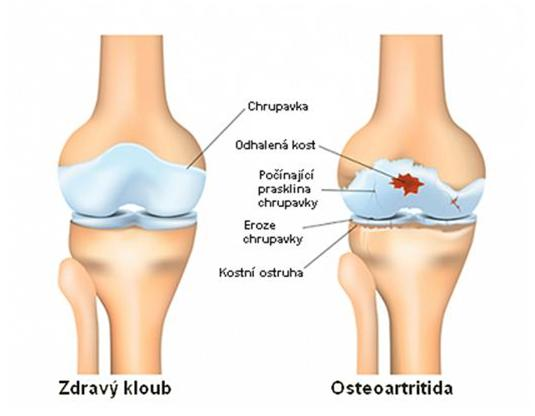 Chrupavka
Odhalená kost
Počínající
prasklina
chrupavky
Eroze
chrupavky
Kostní ostruha
Zdravý kloub
Osteoartritida